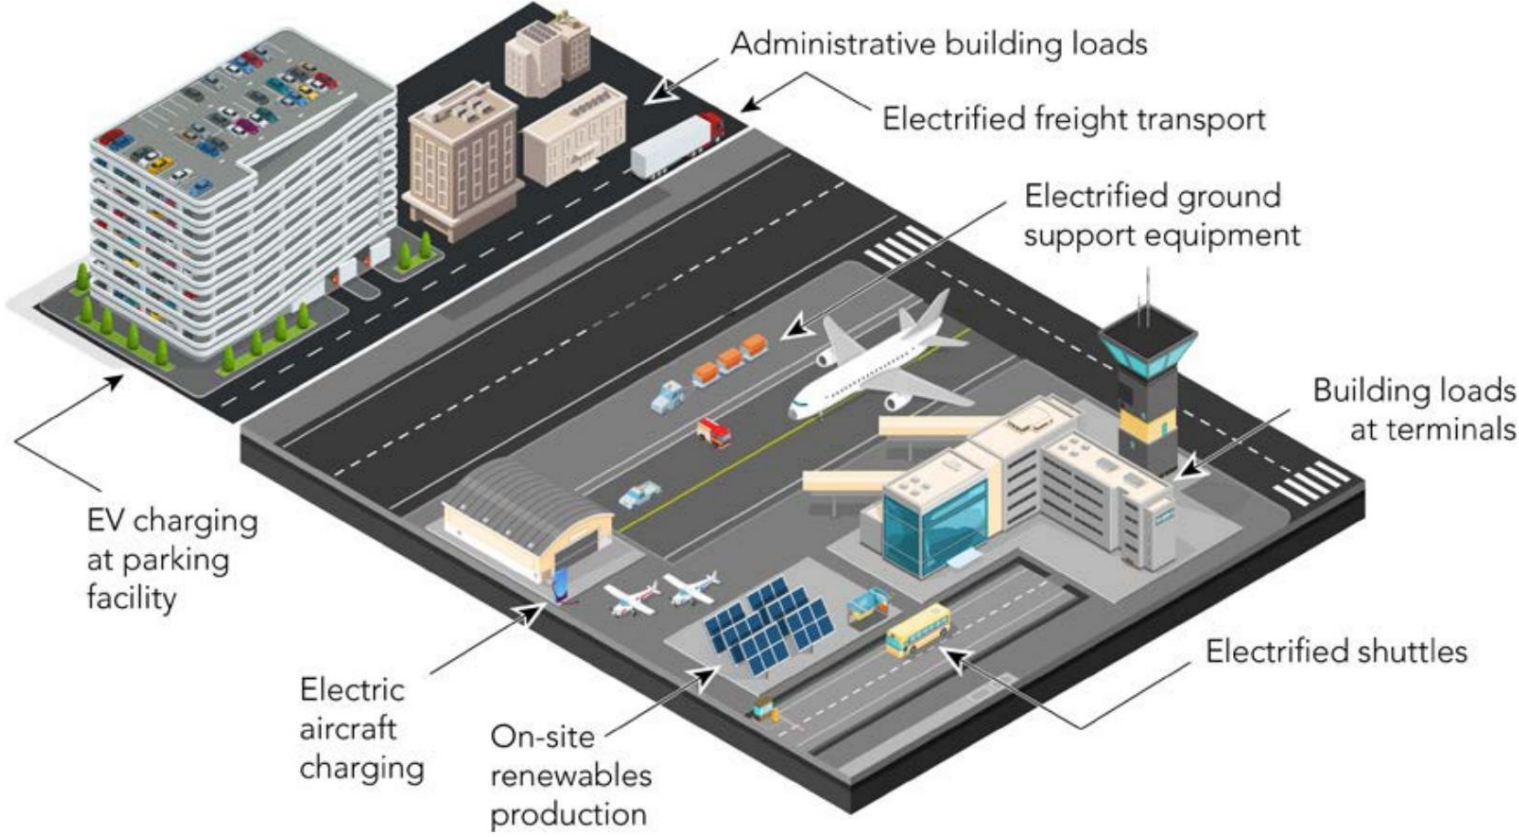 Administrative building loads
Electrified freight transport
Electrified ground
support equipment
Building loads
at terminals
EV charging
at parking
facility
Electrified shuttles
Electric
aircraft
charging
On-site
renewables
production